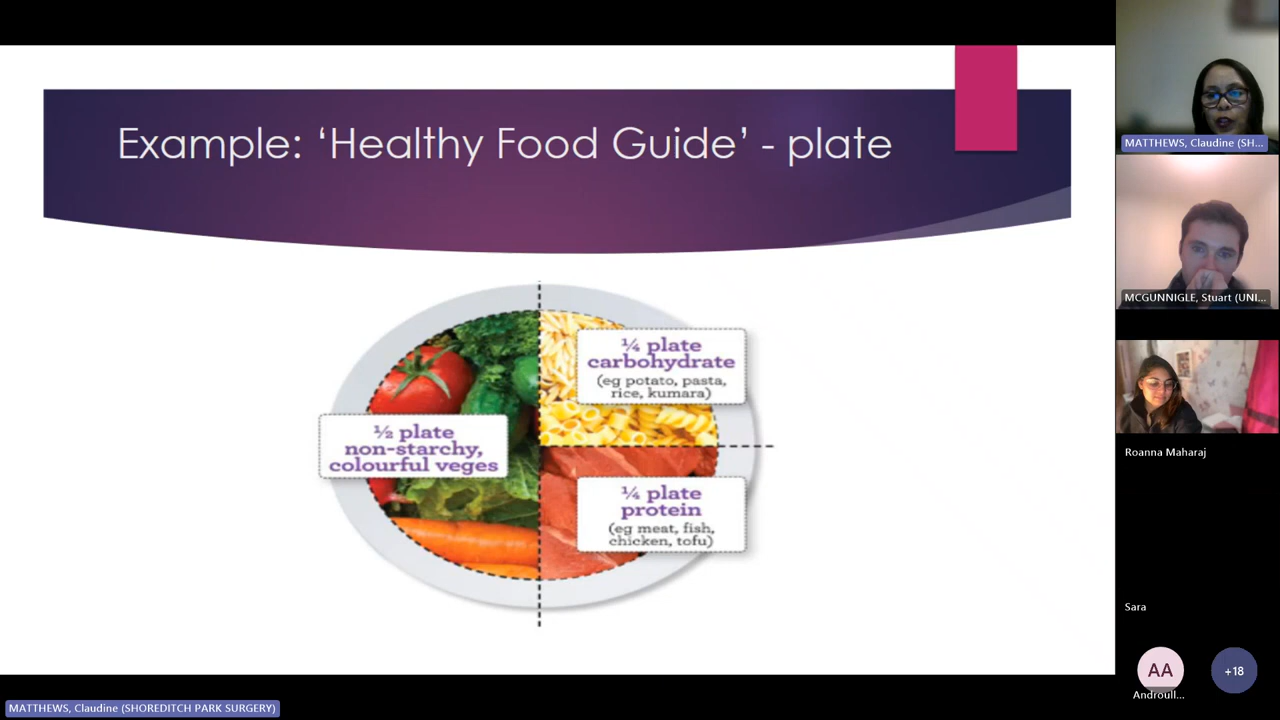 Example: ‘Healthy Food Guide’ - plate
½ plate
non-starchy,
colourful veges
¼ plate
carbohydrate
(eg potato, pasta,
rice, kumara)
¼ plate
protein
(eg meat, fish,
chicken, tofu)
MATTHEWS, Claudine (SH...
MCGUNNIGLE, Stuart (UNI...
Roanna Maharaj
Sara
AA
Androull...
+18
MATTHEWS, Claudine (SHOREDITCH PARK SURGERY)